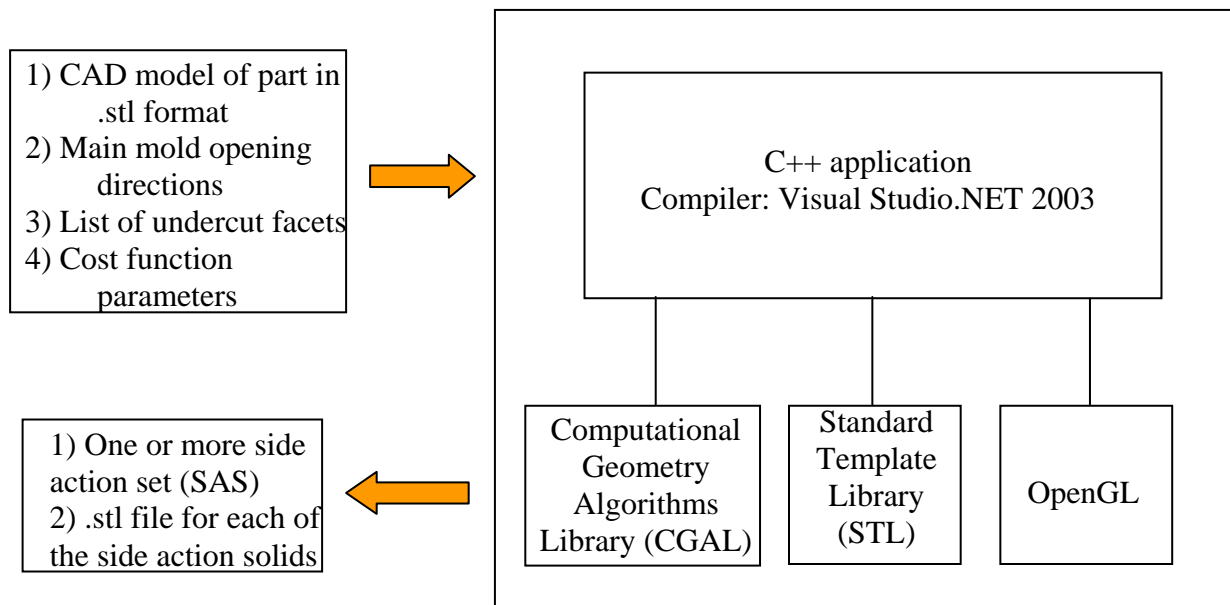 1) CAD model of part in
.stl format
2) Main mold opening
directions
3) List of undercut facets
4) Cost function
parameters
C++ application
Compiler: Visual Studio.NET 2003
1) One or more side
action set (SAS)
2) .stl file for each of
the side action solids
Computational
Geometry
Algorithms
Library (CGAL)
Standard
Template
Library
(STL)
OpenGL